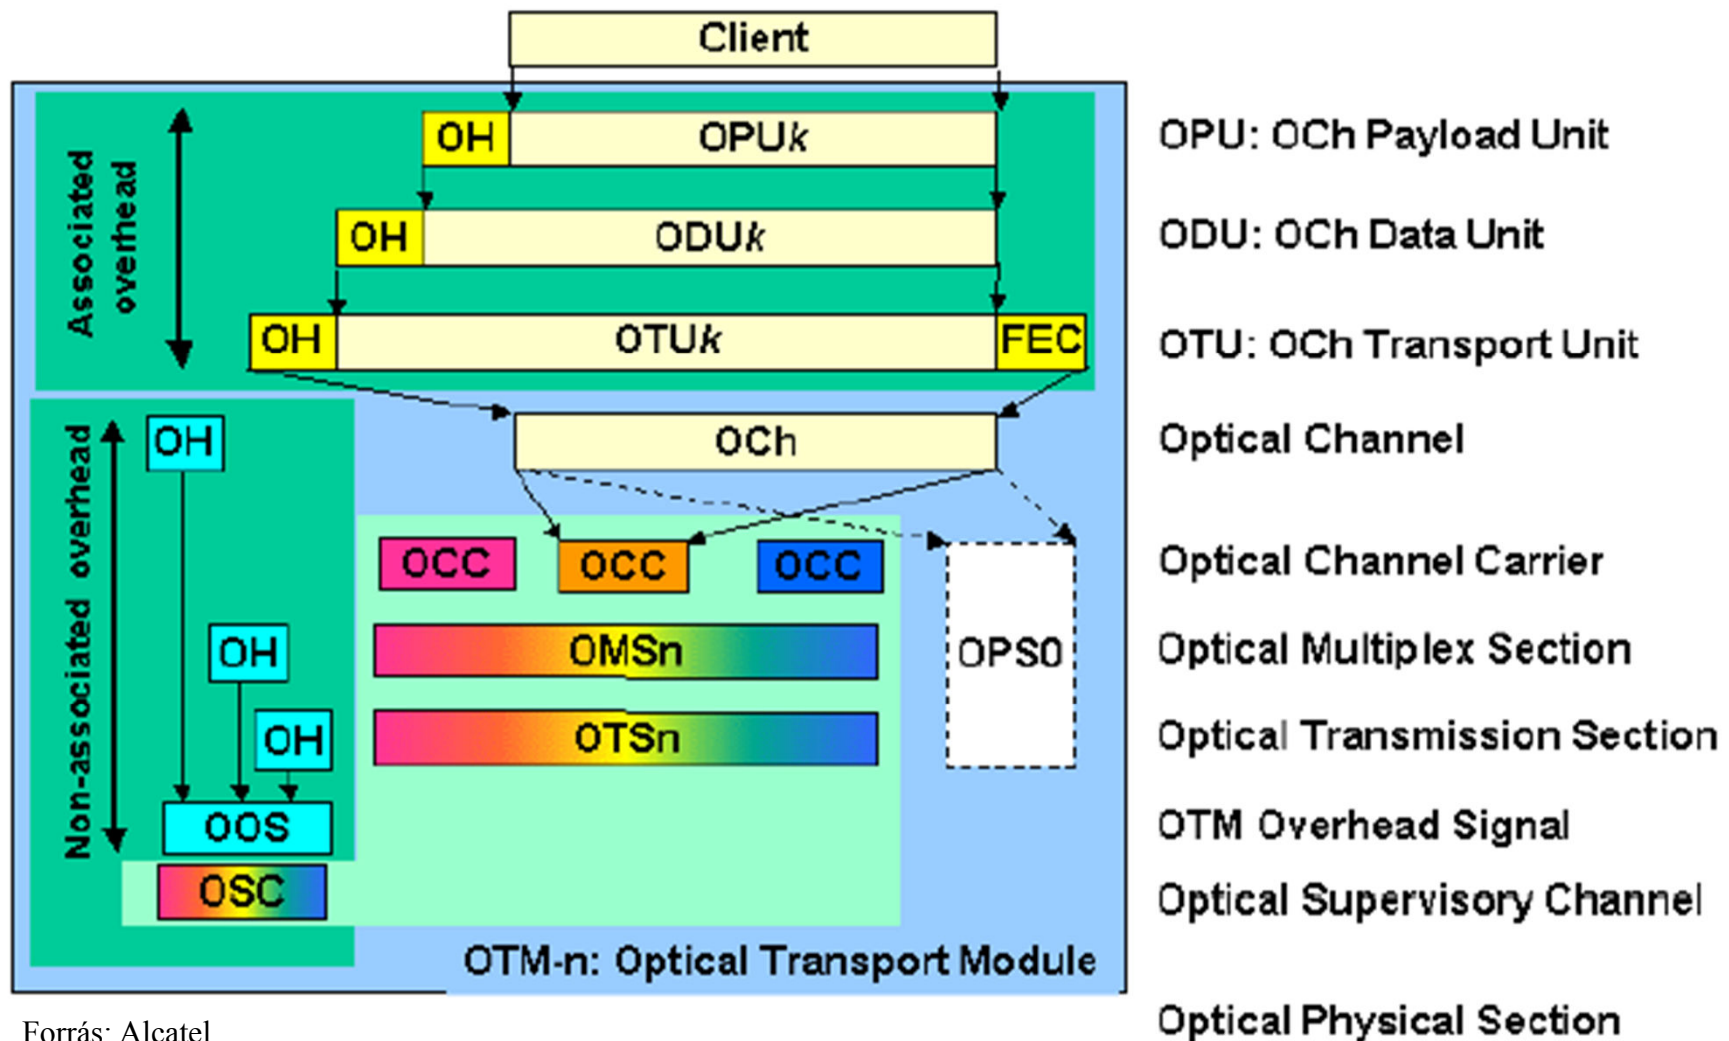 Client
OH OPUk OPU: OCh Payload Unit
OH ODUk ODU: OCh Data Unit
OH OTUk FEC OTU: OCh Transport Unit
Associated
overhead
OH OCh Optical Channel
Non-associated overhead
OCC OCC OCC Optical Channel Carrier
OH OMSn OPS0 Optical Multiplex Section
OH OTSn Optical Transmission Section
OOS OTM Overhead Signal
OSC Optical Supervisory Channel
OTM-n: Optical Transport Module
Optical Physical Section
Forrás: Alcatel